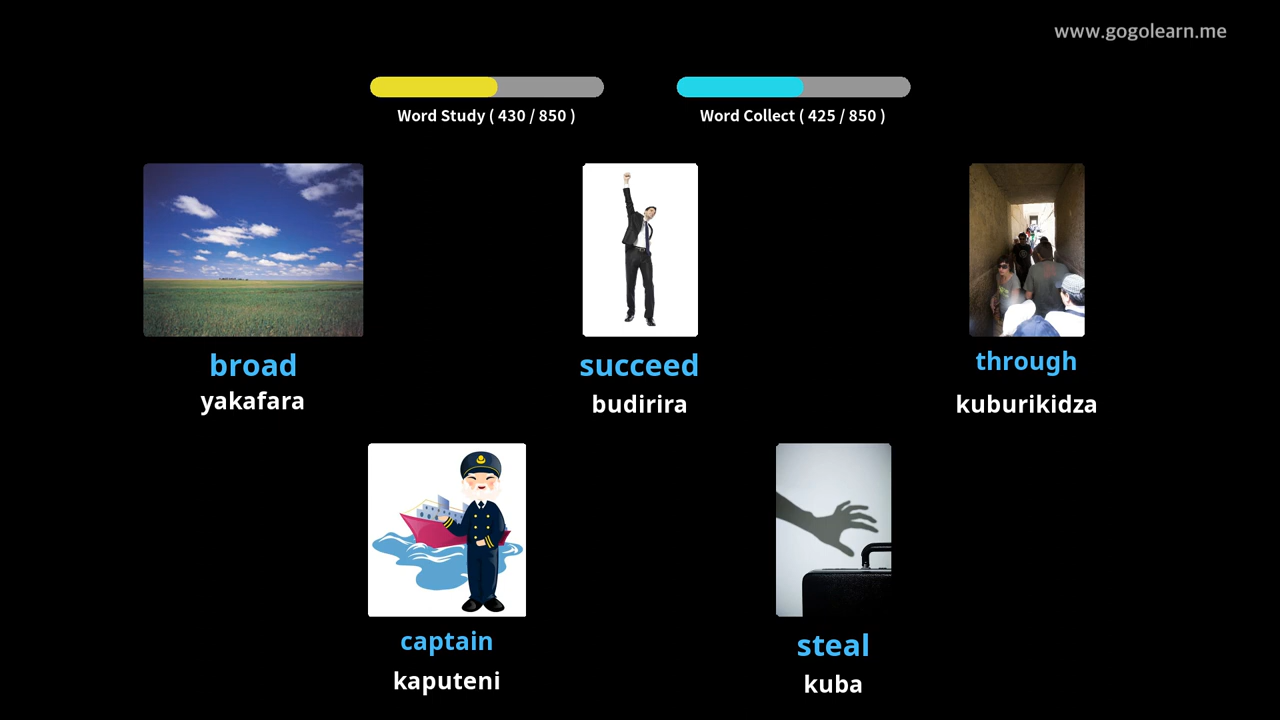 www.gogolearn.me
Word Study ( 430 / 850 )
Word Collect ( 425 / 850 )
broad
yakafara
succeed
budirira
through
kuburikidza
captain
kaputeni
steal
kuba